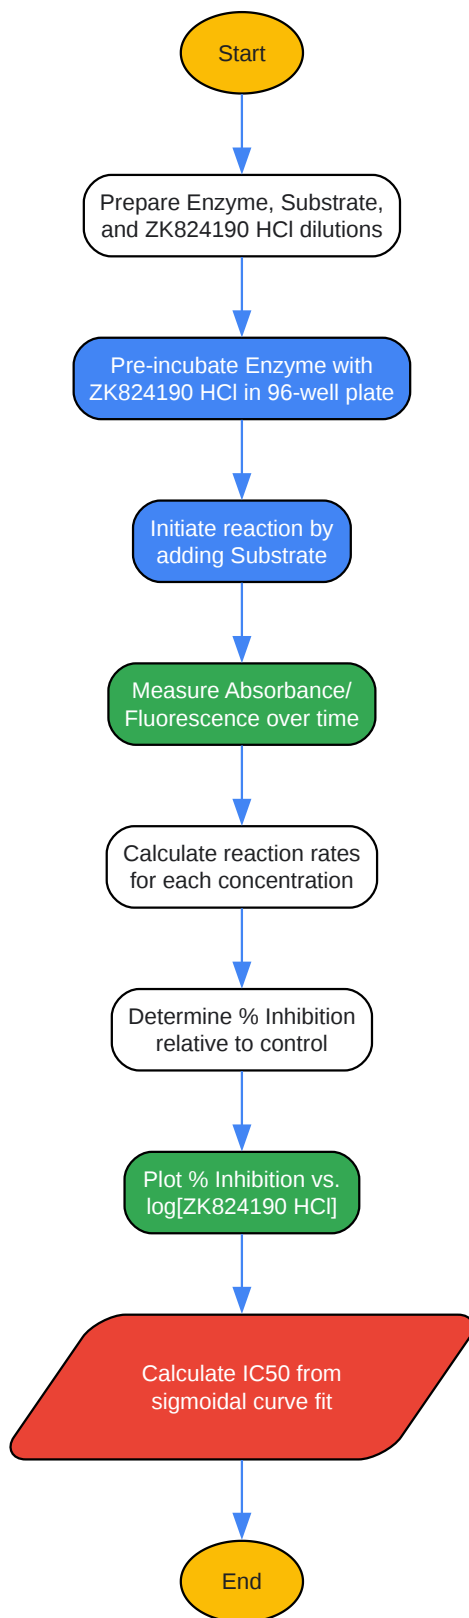 Start
Prepare Enzyme, Substrate,
and ZK824190 HCl dilutions
Pre-incubate Enzyme with
ZK824190 HCl in 96-well plate
Initiate reaction by
adding Substrate
Measure Absorbance/
Fluorescence over time
Calculate reaction rates
for each concentration
Determine % Inhibition
relative to control
Plot % Inhibition vs.
log[ZK824190 HCl]
Calculate IC50 from
sigmoidal curve fit
End